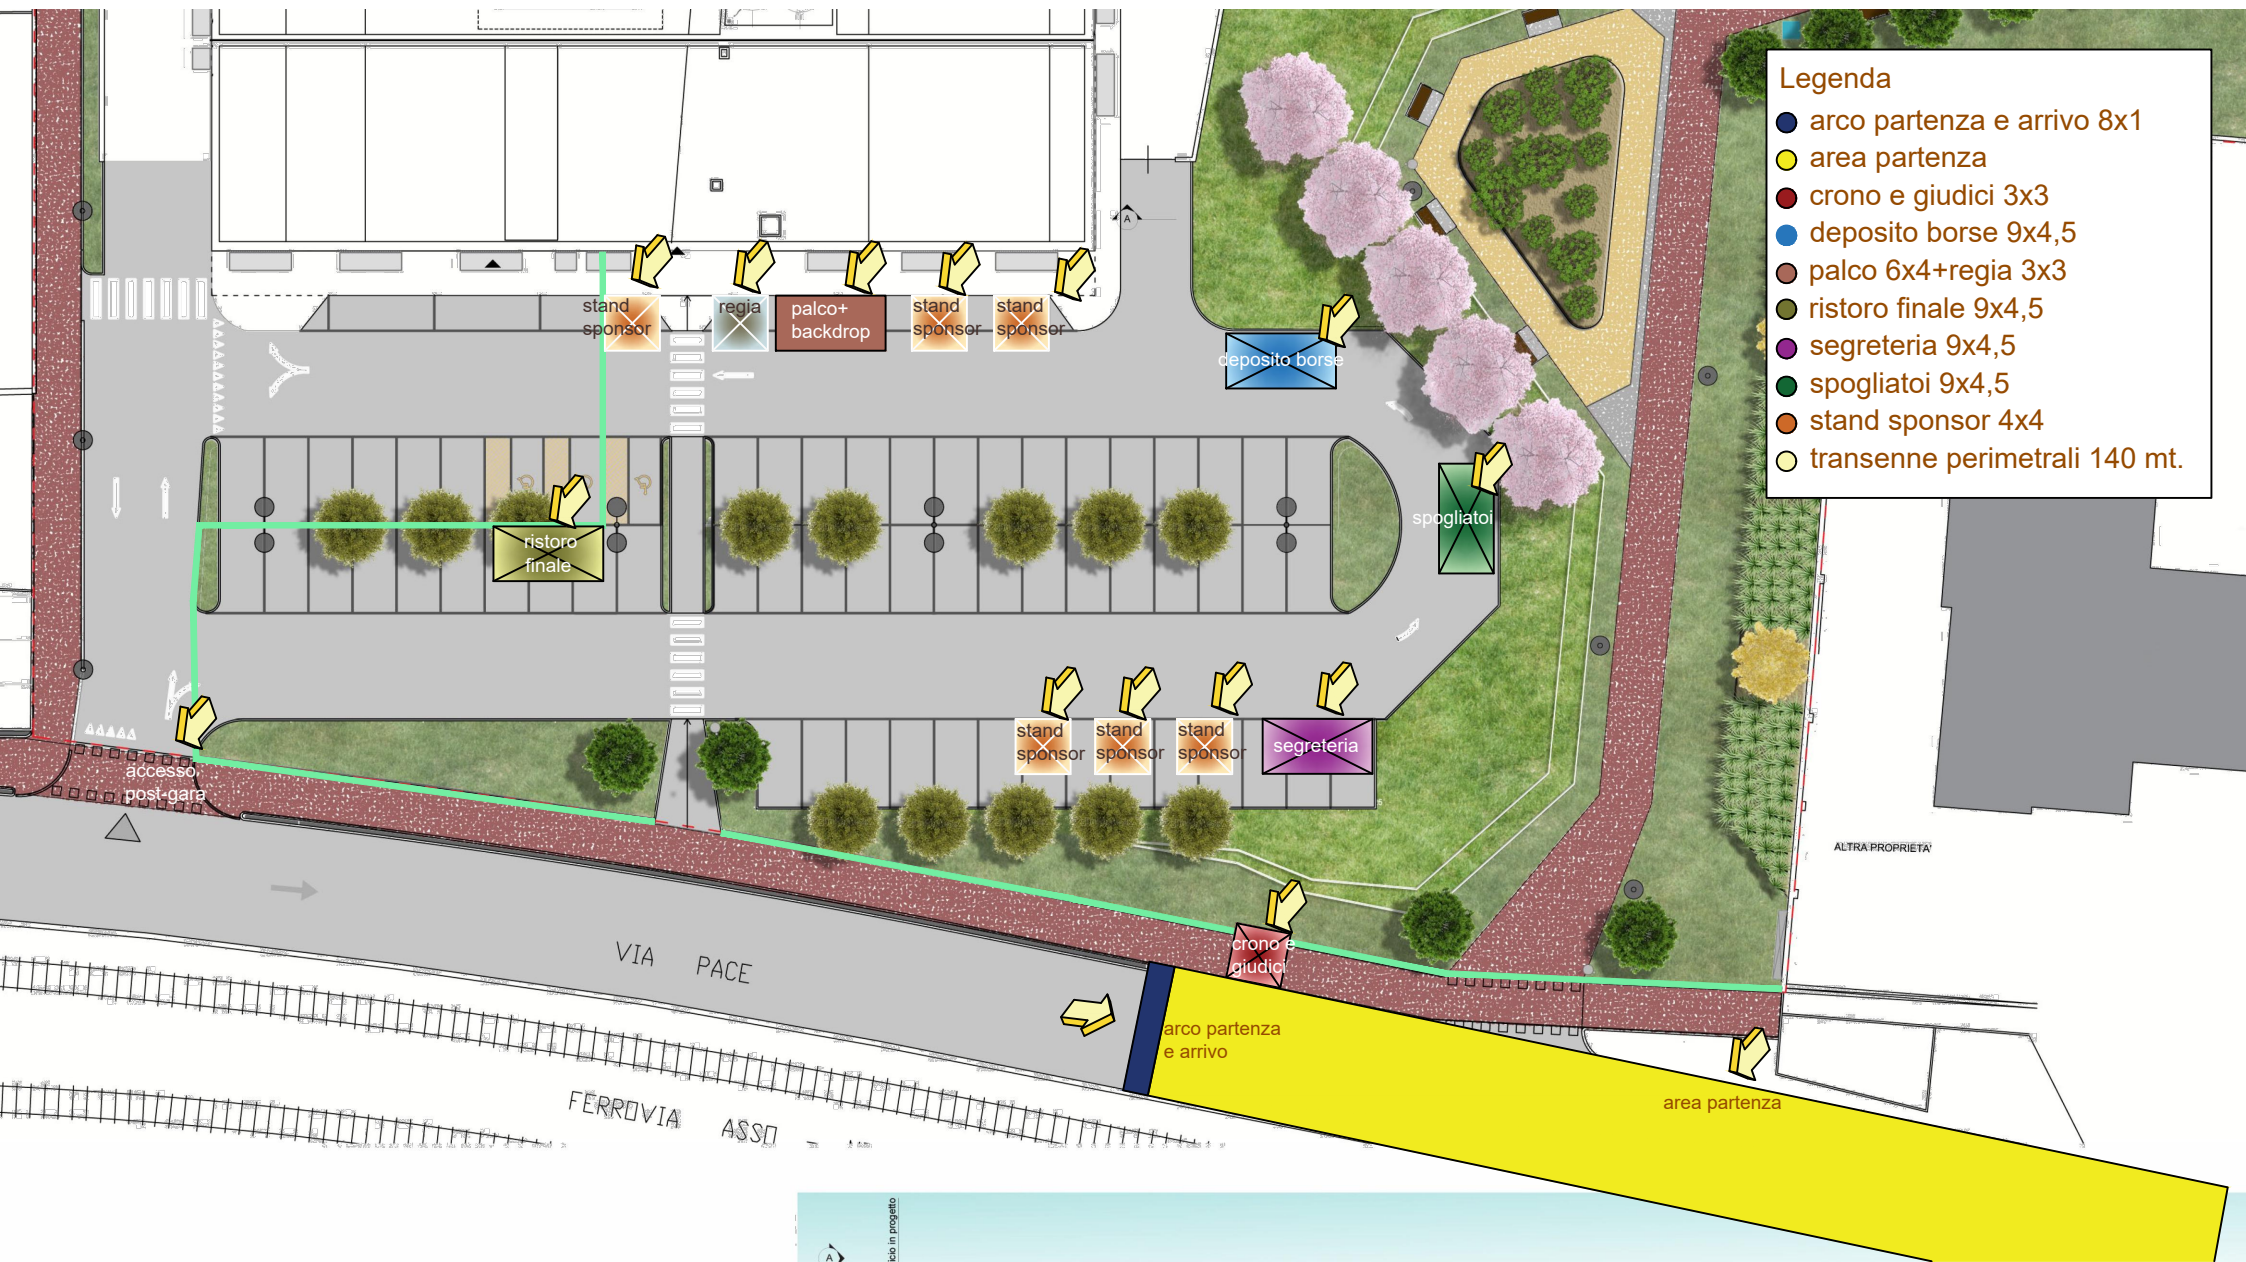 Legenda
arco partenza e arrivo 8x1
area partenza
crono e giudici 3x3
deposito borse 9x4,5
palco 6x4+regia 3x3
ristoro finale 9x4,5
segreteria 9x4,5
spogliatoi 9x4,5
stand sponsor 4x4
transenne perimetrali 140 mt.
A
stand
sponsor
regia
palco+
backdrop
stand
sponsor
stand
sponsor
deposito borse
spogliatoi
ristoro
finale
stand
sponsor
stand
sponsor
stand
sponsor
segreteria
accesso
post-gara
ALTRA PROPRIETA'
crono e
giudici
VIA PACE
arco partenza
e arrivo
area partenza
FERROVIA ASSO
icio in progetto
A